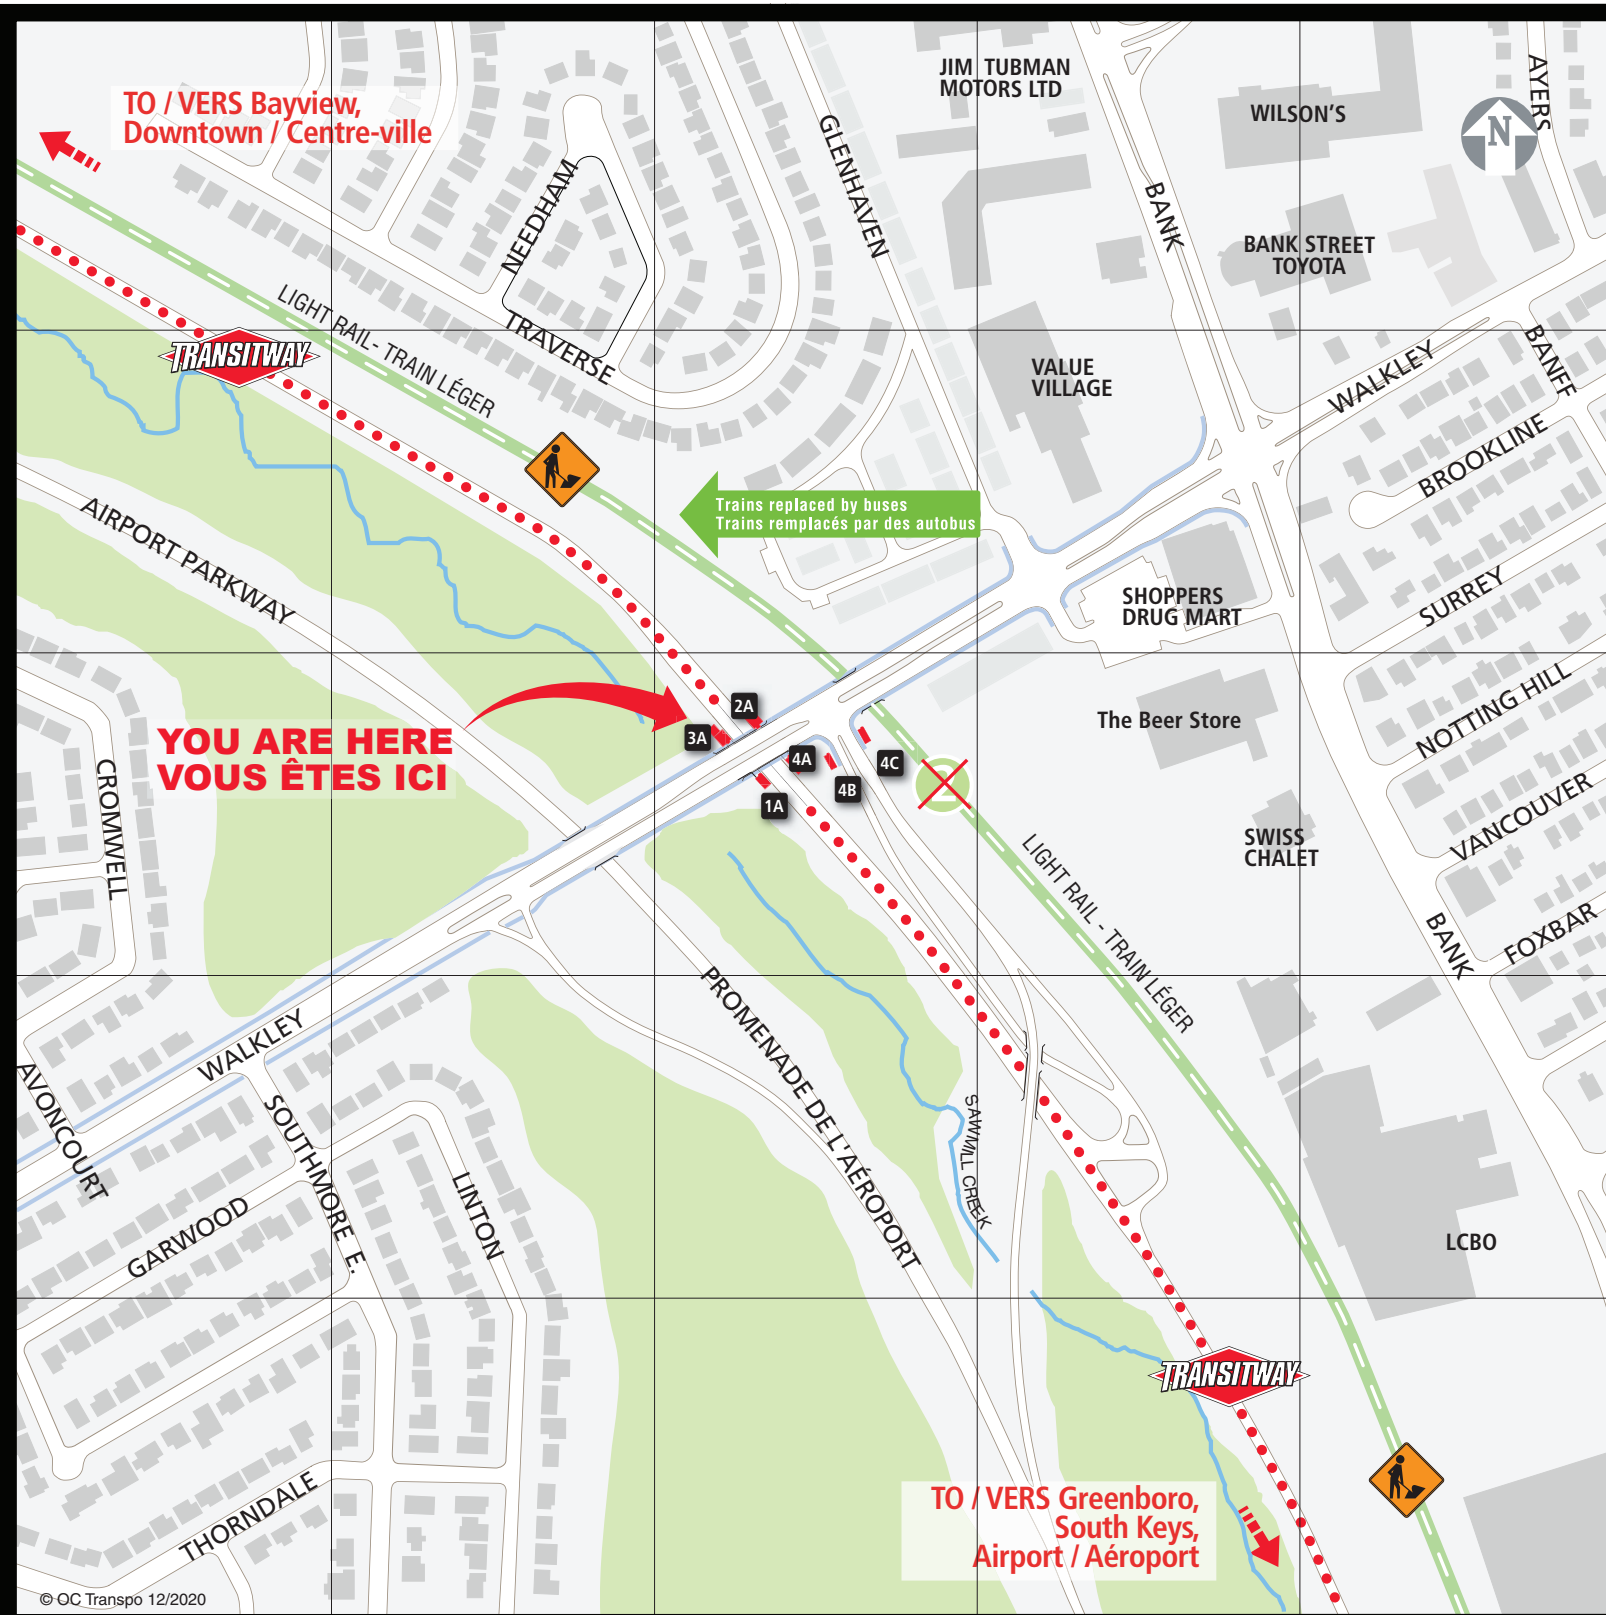 TO / VERS Bayview,
Downtown / Centre-ville
JIM TUBMAN
MOTORS LTD
WILSON'S
AYERS
N
GLENHAVEN
NEEDHAM
BANK
BANK STREET
TOYOTA
LIGHT RAIL - TRAIN LÉGER
TRAVERSE
TRANSITWAY
VALUE
VILLAGE
WALKLEY
BANFF
BROOKLINE
Trains replaced by buses
Trains remplacés par des autobus
AIRPORT PARKWAY
SHOPPERS
DRUG MART
SURREY
NOTTING HILL
YOU ARE HERE
VOUS ÊTES ICI
2A
3A
4A
4B
4C
1A
2
The Beer Store
CROMWELL
VANCOUVER
SWISS
CHALET
LIGHT RAIL - TRAIN LÉGER
FOXBAR
BANK
WALKLEY
PROMENADE DE L'AÉROPORT
AVONCOURT
SOUTHMORE E.
SAWMILL CREEK
LINTON
GARWOOD
LCBO
TRANSITWAY
THORNDALE
TO / VERS Greenboro,
South Keys,
Airport / Aéroport
© OC Transpo 12/2020